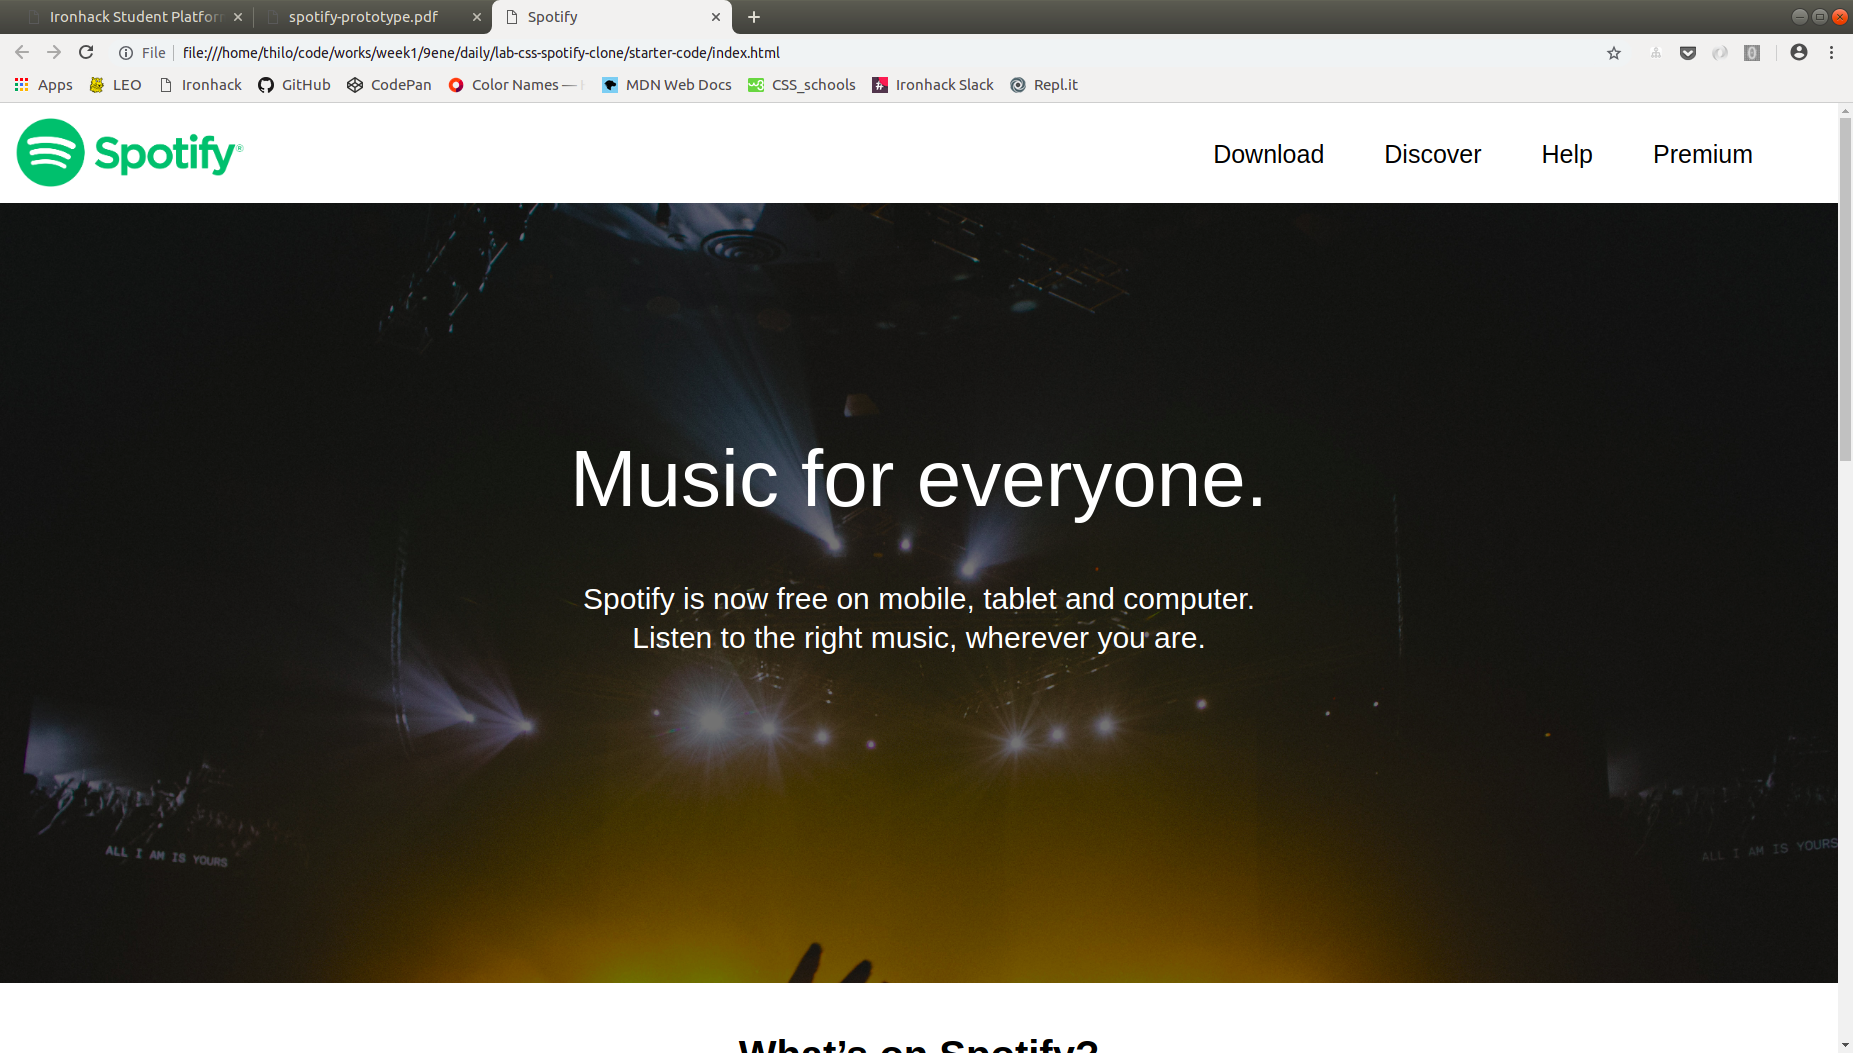 Ironhack Student Platfor
spotify-prototype.pdf
Spotify
File
file:///home/thilo/code/works/week1/9ene/daily/lab-css-spotify-clone/starter-code/index.html
Apps
LEO
Ironhack
GitHub
CodePan
Color Names —
MDN Web Docs
CSS_schools
Ironhack Slack
Repl.it
Spotify®
Download
Discover
Help
Premium
Music for everyone.
Spotify is now free on mobile, tablet and computer.
Listen to the right music, wherever you are.
ALL I AM IS YOURS
ALL I AM IS YOURS
What’s on Spotify?